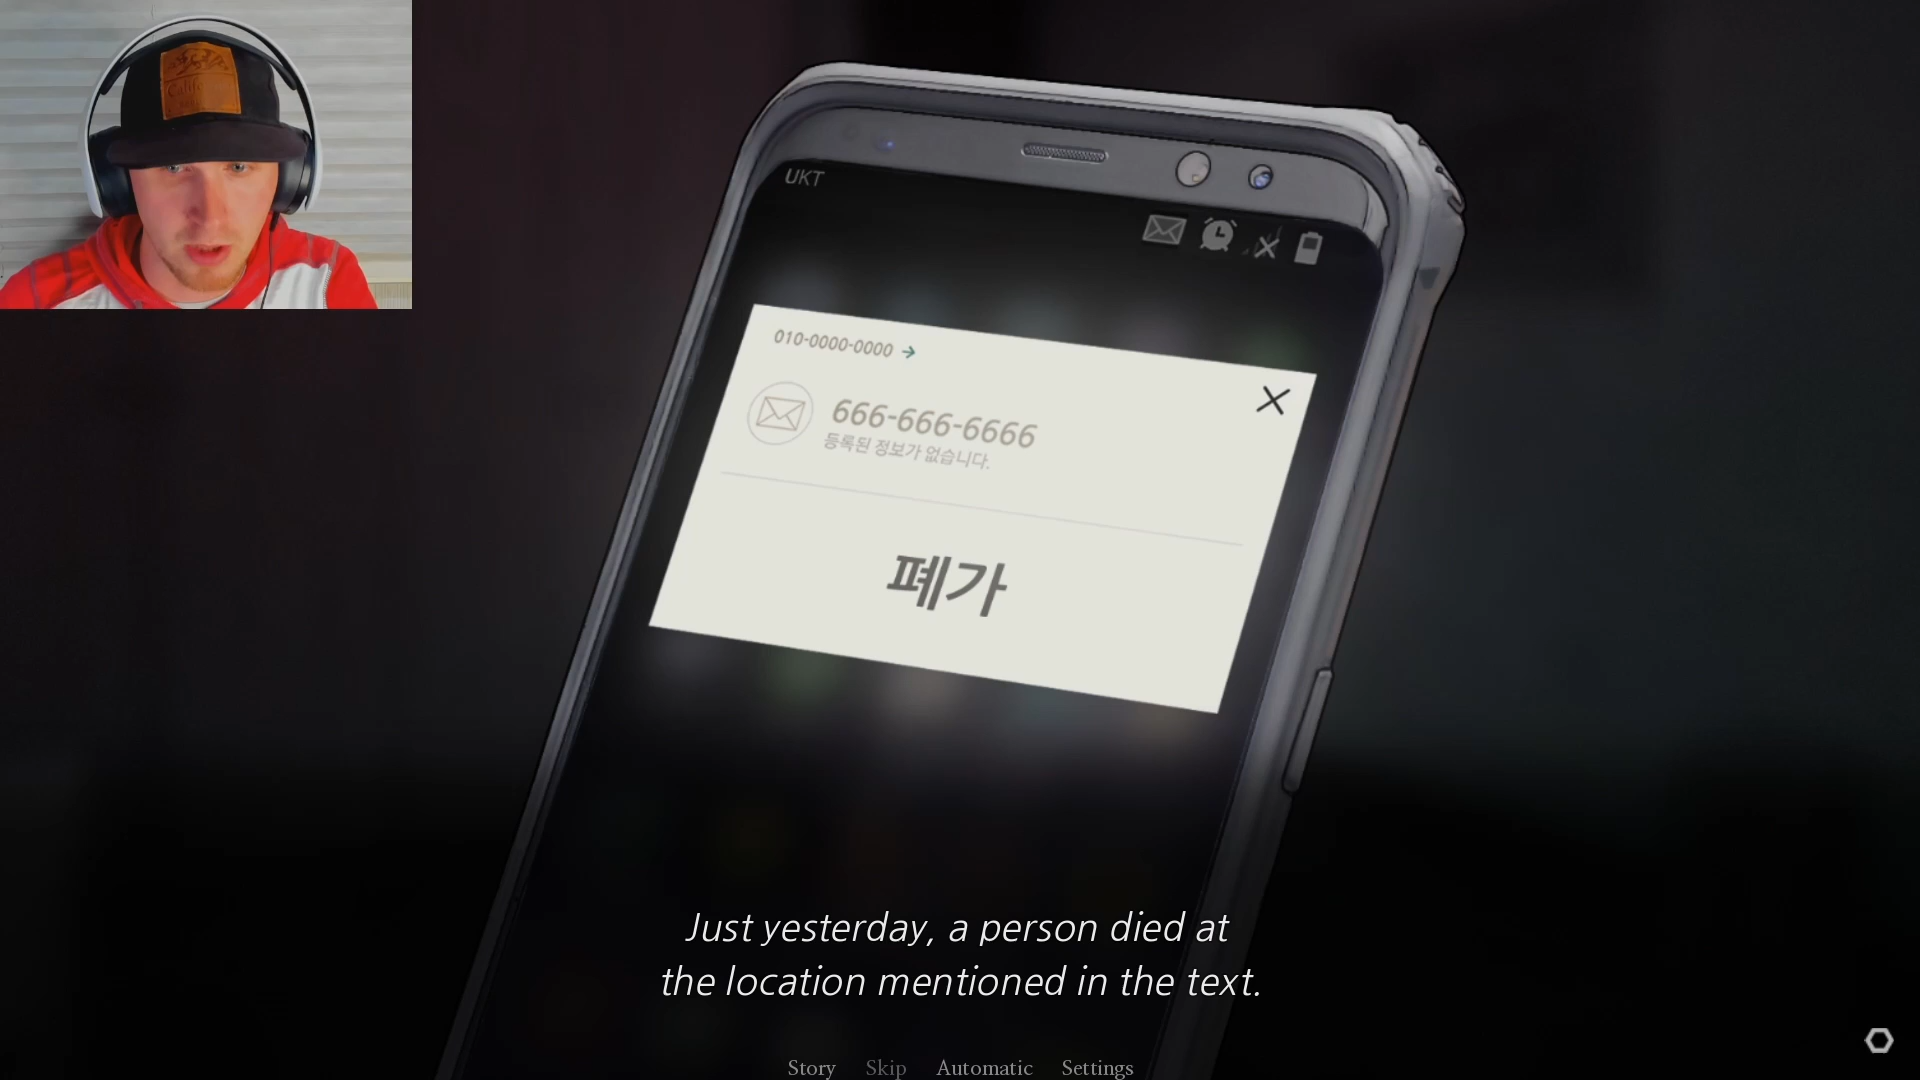 UKT
010-0000-0000 →
666-666-6666
등록된 정보가 없습니다.
폐가
Just yesterday, a person died at
the location mentioned in the text.
Story Skip Automatic Settings